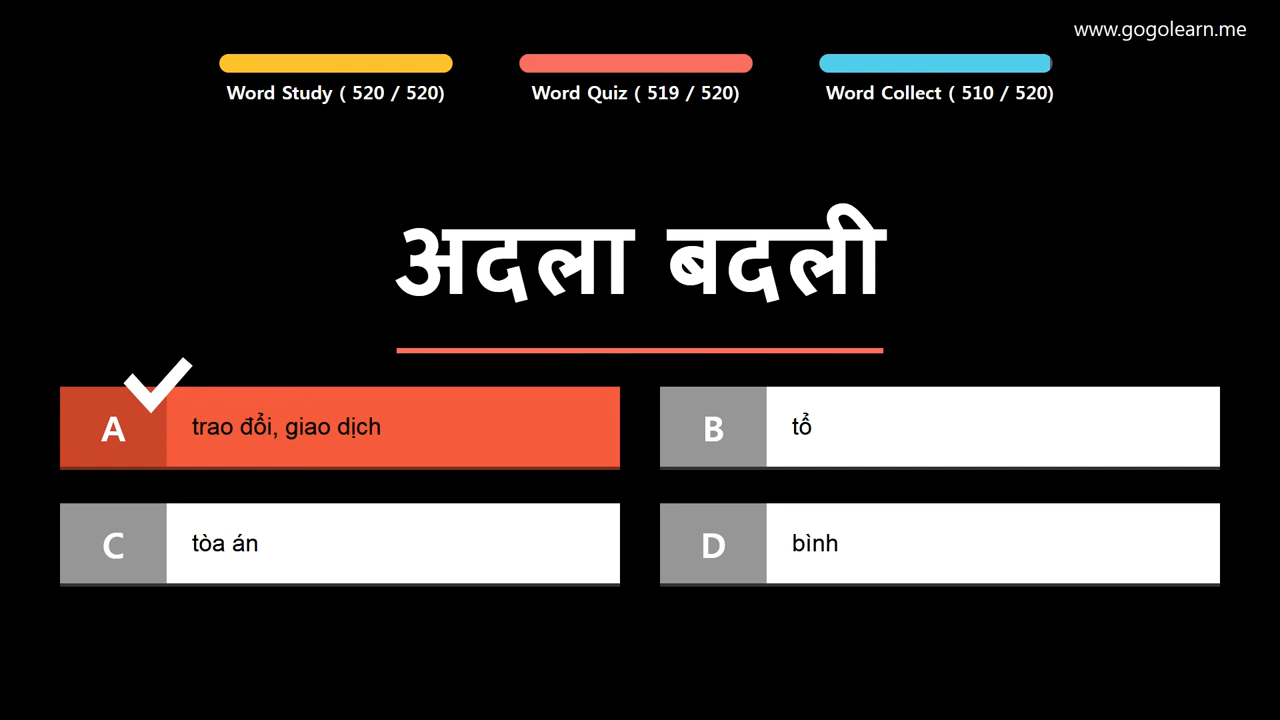 www.gogolearn.me
Word Study ( 520 / 520)
Word Quiz ( 519 / 520)
Word Collect ( 510 / 520)
अदला बदली
A trao đổi, giao dịch
B tổ
C tòa án
D bình